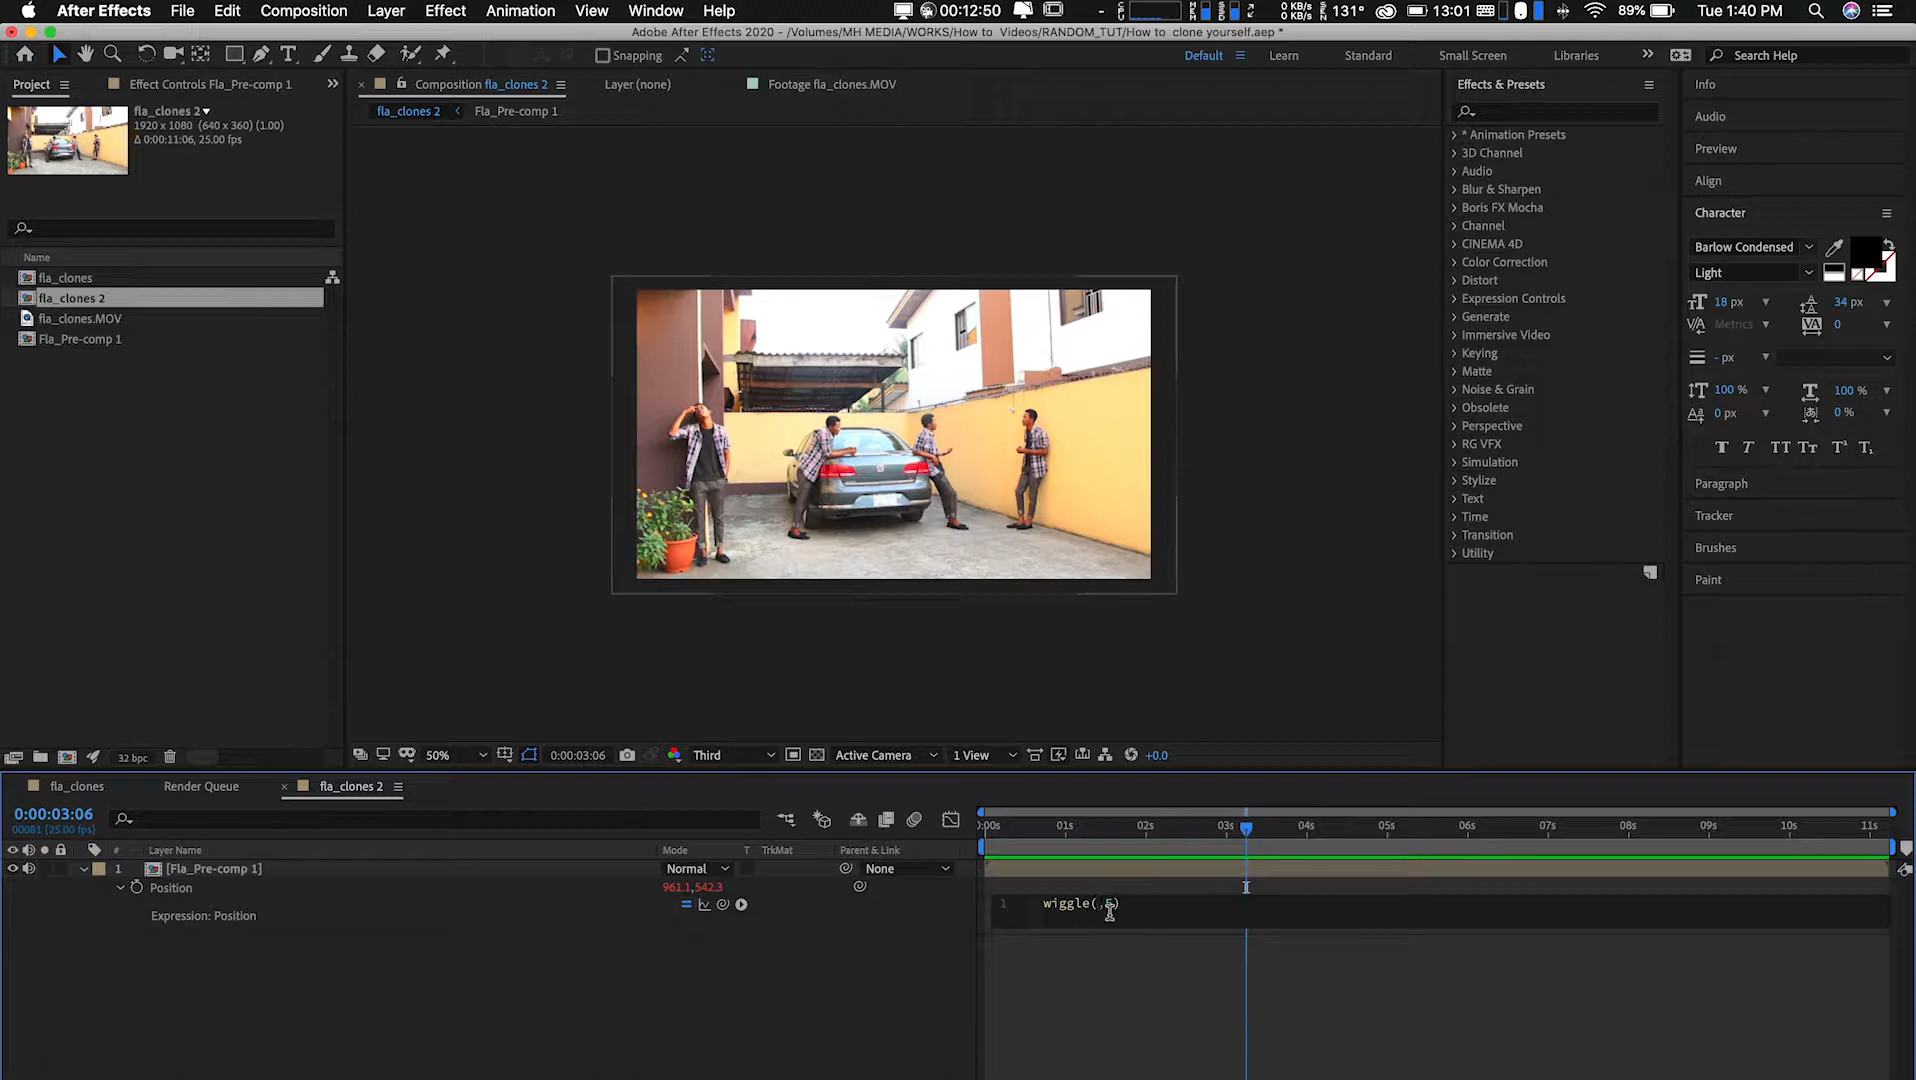 After Effects File Edit Composition Layer Effect Animation View Window Help 00:12:50 0 KB/s 0 KB/s 131° 13:01 89% Tue 1:40 PM
Adobe After Effects 2020 - /Volumes/MH MEDIA/WORKS/How to Videos/RANDOM_TUT/How to clone yourself.aep *
Snapping Default Learn Standard Small Screen Libraries Search Help
Project Effect Controls Fla_Pre-comp 1 Composition fla_clones 2 Layer (none) Footage fla_clones.MOV Effects & Presets Info
fla_clones 2
1920 x 1080 (640 x 360) (1.00)
Δ 0:00:11:06, 25.00 fps
fla_clones 2 Fla_Pre-comp 1
Name
fla_clones
fla_clones 2
fla_clones.MOV
Fla_Pre-comp 1
32 bpc
50% 0:00:03:06 Third Active Camera 1 View +0.0
* Animation Presets
3D Channel
Audio
Blur & Sharpen
Boris FX Mocha
Channel
CINEMA 4D
Color Correction
Distort
Expression Controls
Generate
Immersive Video
Keying
Matte
Noise & Grain
Obsolete
Perspective
RG VFX
Simulation
Stylize
Text
Time
Transition
Utility
Audio
Preview
Align
Character
Barlow Condensed
Light
18 px 34 px
Metrics 0
- px
100 % 100 %
0 px 0 %
Paragraph
Tracker
Brushes
Paint
fla_clones Render Queue fla_clones 2
0:00:03:06
00081 (25.00 fps)
:00s 01s 02s 03s 04s 05s 06s 07s 08s 09s 10s 11s
# Layer Name Mode T TrkMat Parent & Link
1 [Fla_Pre-comp 1] Normal None
Position 961.1,542.3
Expression: Position
1 wiggle(,5)